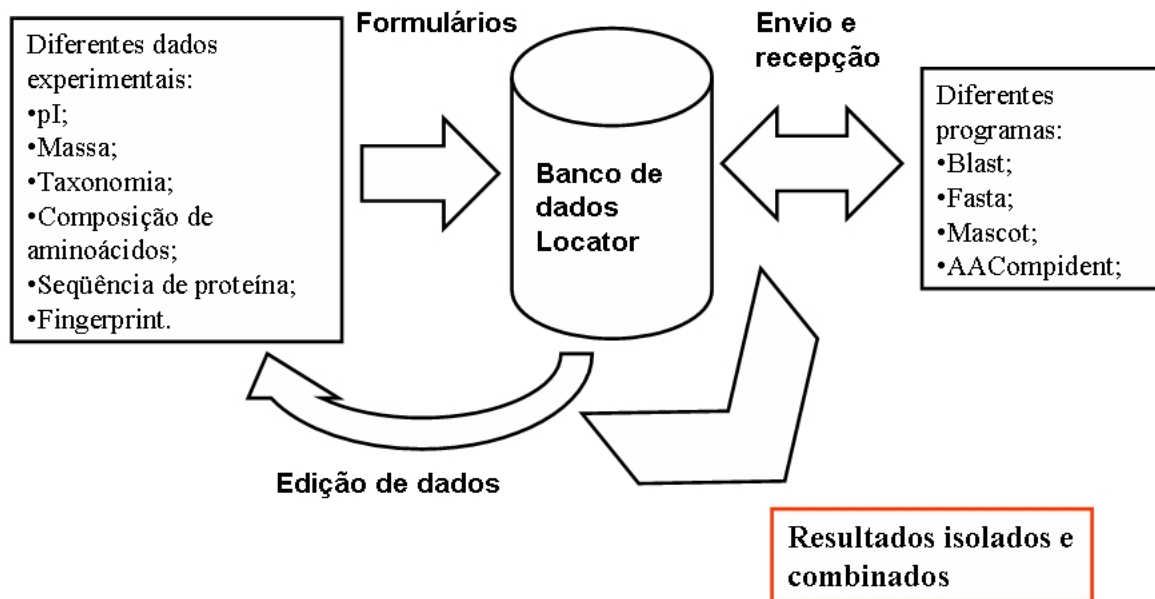 Diferentes dados
experimentais:
•pI;
•Massa;
•Taxonomia;
•Composição de
aminoácidos;
•Seqüência de proteína;
•Fingerprint.
Formulários
Banco de
dados
Locator
Envio e
recepção
Diferentes
programas:
•Blast;
•Fasta;
•Mascot;
•AACompident;
Edição de dados
Resultados isolados e
combinados